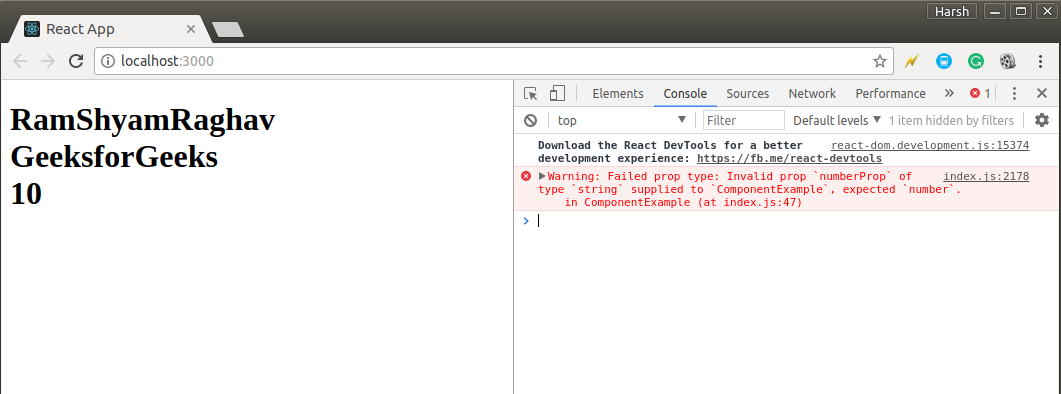 Harsh
React App
localhost:3000
Elements Console Sources Network Performance » 1
top Filter Default levels 1 item hidden by filters
Download the React DevTools for a better react-dom.development.js:15374
development experience: https://fb.me/react-devtools
Warning: Failed prop type: Invalid prop `numberProp` of index.js:2178
type `string` supplied to `ComponentExample`, expected `number`.
in ComponentExample (at index.js:47)
RamShyamRaghav
GeeksforGeeks
10